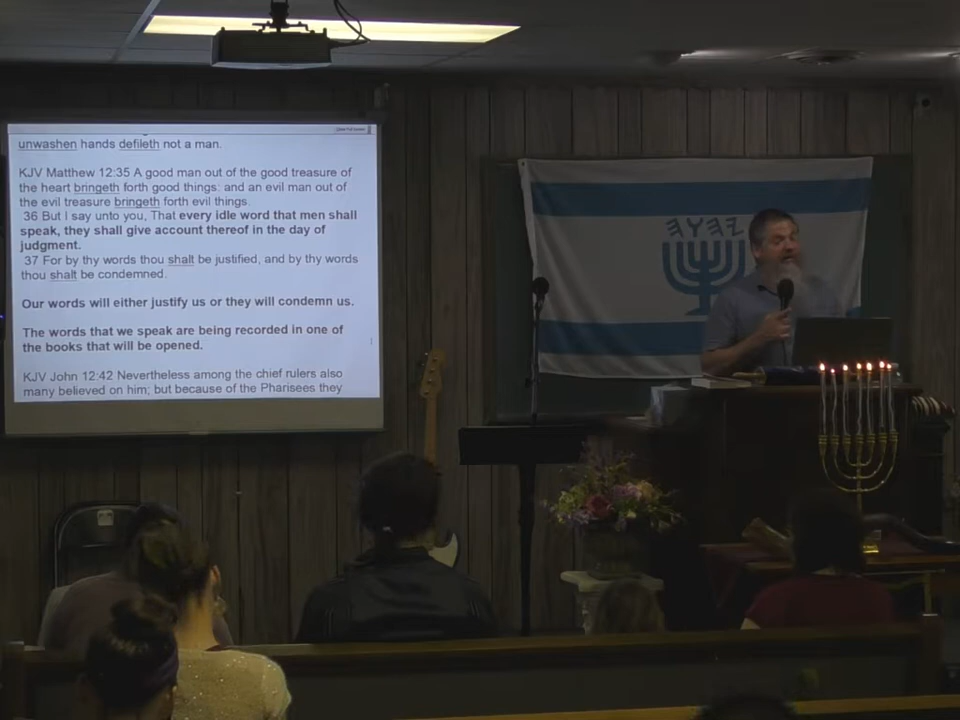 unwashen hands defileth not a man.
KJV Matthew 12:35 A good man out of the good treasure of
the heart bringeth forth good things: and an evil man out of
the evil treasure bringeth forth evil things.
36 But I say unto you, That every idle word that men shall
speak, they shall give account thereof in the day of
judgment.
37 For by thy words thou shalt be justified, and by thy words
thou shalt be condemned.
Our words will either justify us or they will condemn us.
The words that we speak are being recorded in one of
the books that will be opened.
KJV John 12:42 Nevertheless among the chief rulers also
many believed on him; but because of the Pharisees they
𐤉𐤄𐤅𐤄